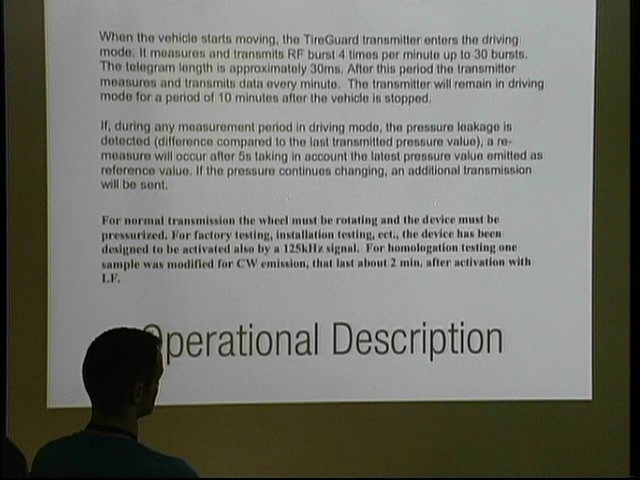 When the vehicle starts moving, the TireGuard transmitter enters the driving
mode. It measures and transmits RF burst 4 times per minute up to 30 bursts.
The telegram length is approximately 30ms. After this period the transmitter
measures and transmits data every minute. The transmitter will remain in driving
mode for a period of 10 minutes after the vehicle is stopped.
If, during any measurement period in driving mode, the pressure leakage is
detected (difference compared to the last transmitted pressure value), a re-
measure will occur after 5s taking in account the latest pressure value emitted as
reference value. If the pressure continues changing, an additional transmission
will be sent.
For normal transmission the wheel must be rotating and the device must be
pressurized. For factory testing, installation testing, ect., the device has been
designed to be activated also by a 125kHz signal. For homologation testing one
sample was modified for CW emission, that last about 2 min. after activation with
LF.
Operational Description